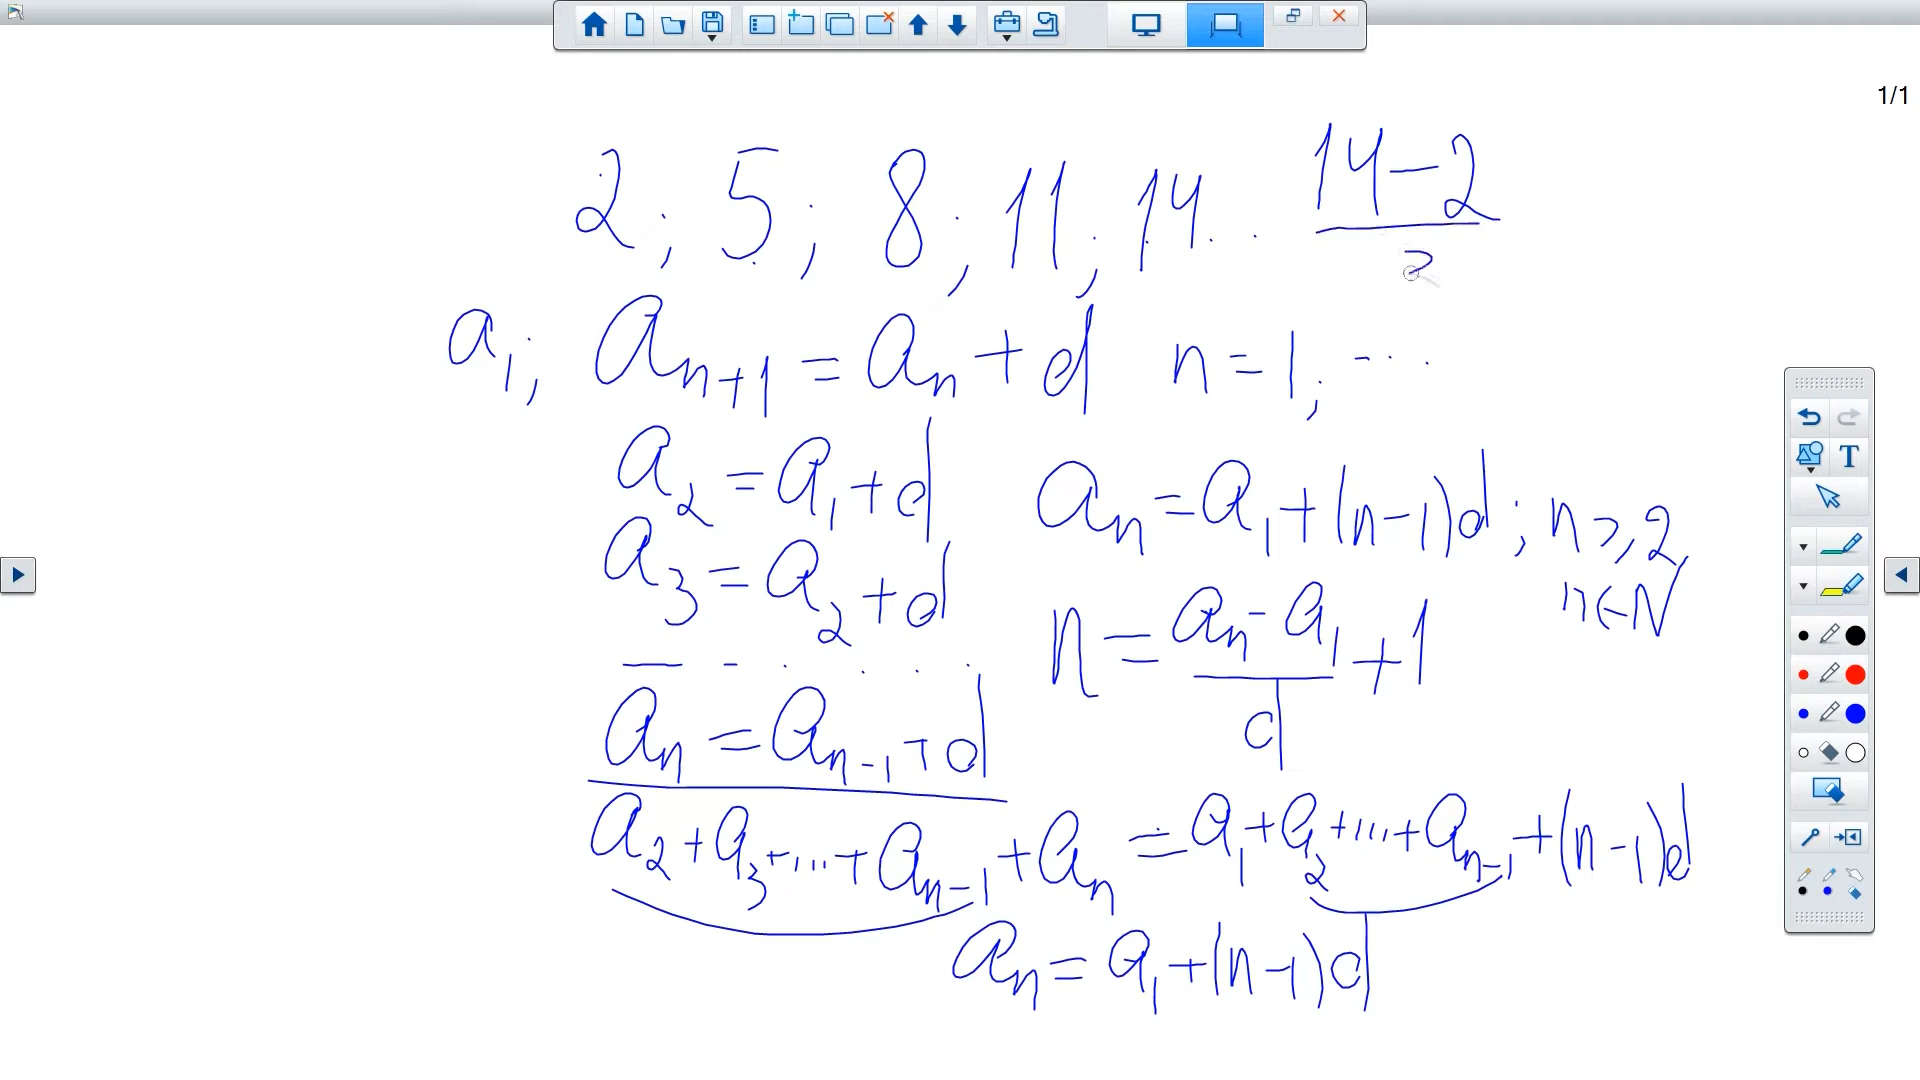 1/1
2; 5; 8; 11; 14 . . (14-2)/3
a₁; aₙ₊₁ = aₙ + d n = 1; ...
a₂ = a₁ + d
a₃ = a₂ + d
aₙ = a₁ + (n-1)d; n ⩾ 2
n ∈ N
— - . . . .
aₙ = aₙ₋₁ + d
n = (aₙ - a₁)/d + 1
a₂ + a₃ + ... + aₙ₋₁ + aₙ = a₁ + a₂ + ... + aₙ₋₁ + (n-1)d
aₙ = a₁ + (n-1)d
T